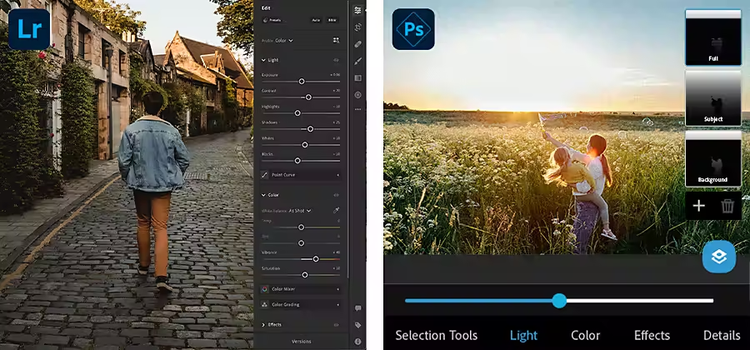 Lr
Edit
Presets
Auto
B&W
Profile Color
Light
Exposure
Contrast
Highlights
Shadows
Whites
Blacks
Point Curve
Color
White Balance As Shot
Temp
Tint
Vibrance
Saturation
Color Mixer
Color Grading
Effects
Versions
Ps
Full
Subject
Background
Selection Tools Light Color Effects Details